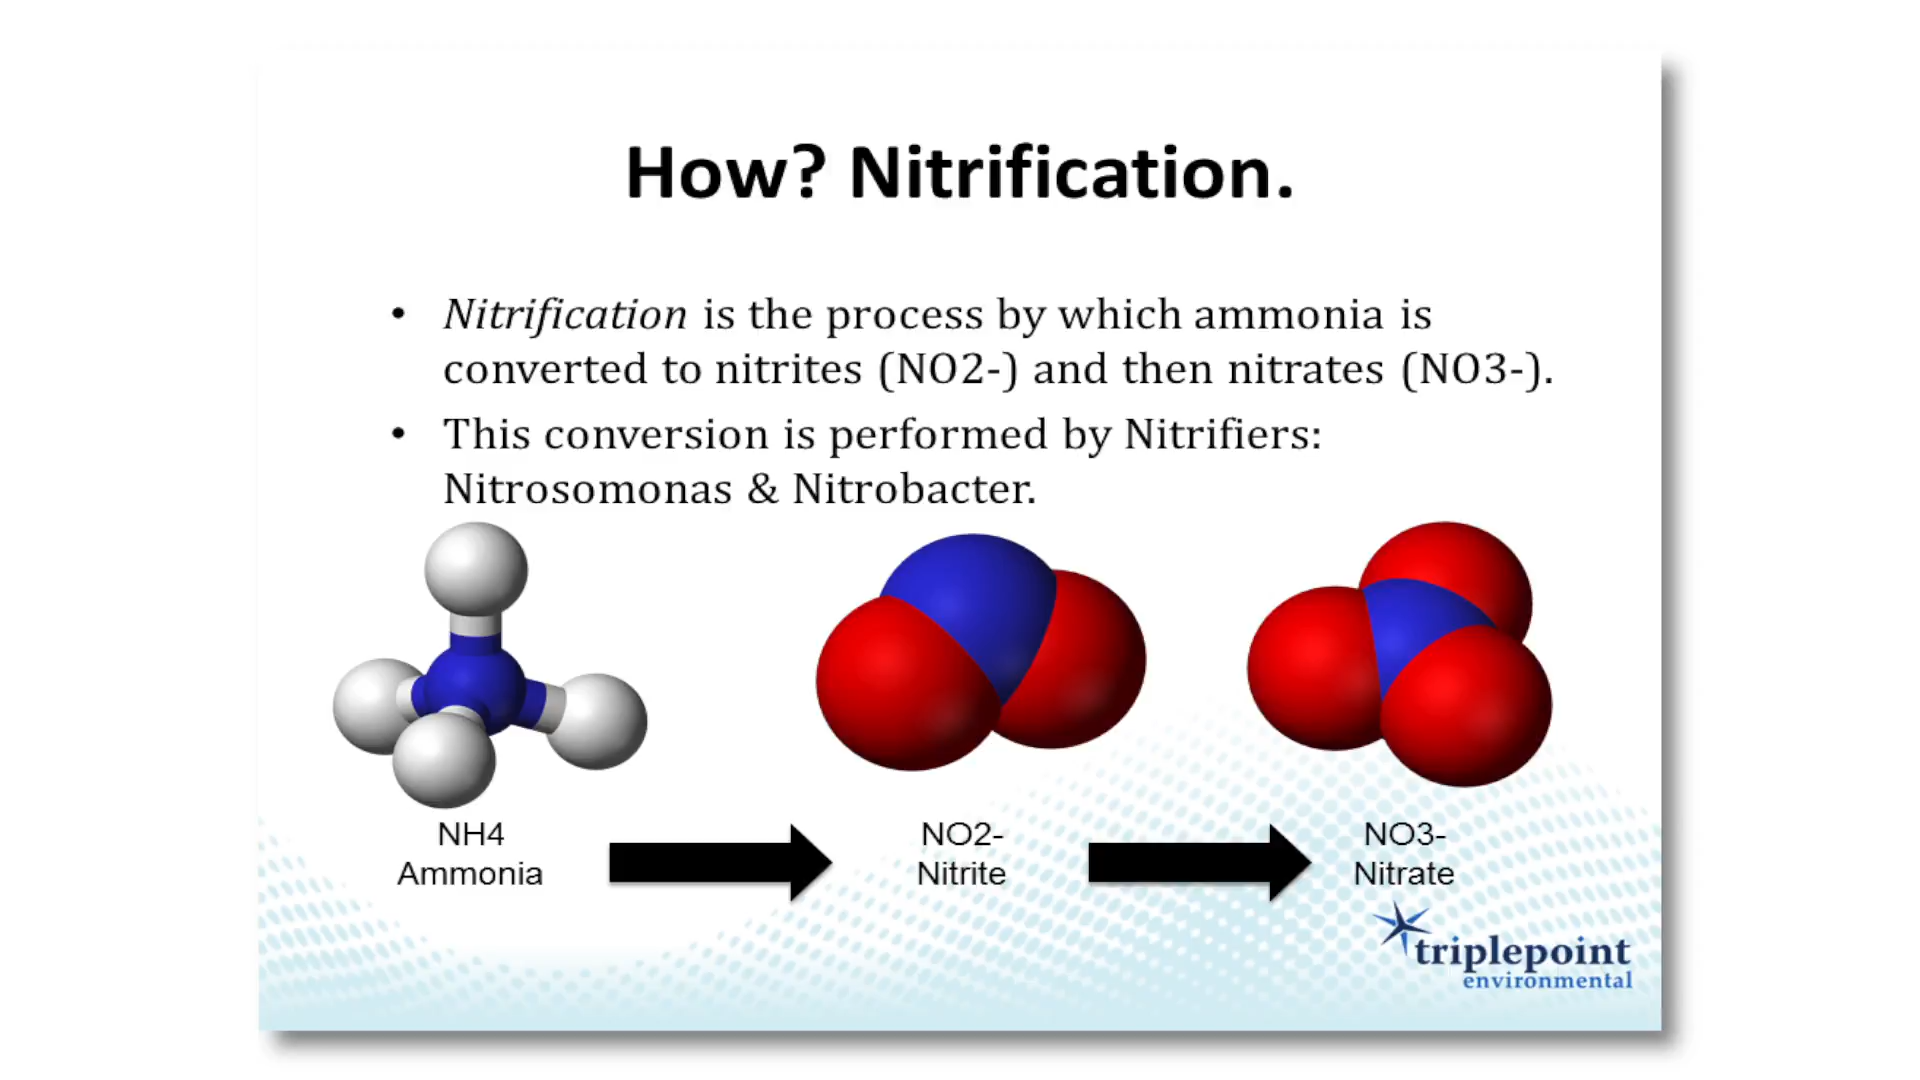 How? Nitrification.
• Nitrification is the process by which ammonia is
converted to nitrites (NO2-) and then nitrates (NO3-).
• This conversion is performed by Nitrifiers:
Nitrosomonas & Nitrobacter.
NH4
Ammonia
NO2-
Nitrite
NO3-
Nitrate
triplepoint
environmental